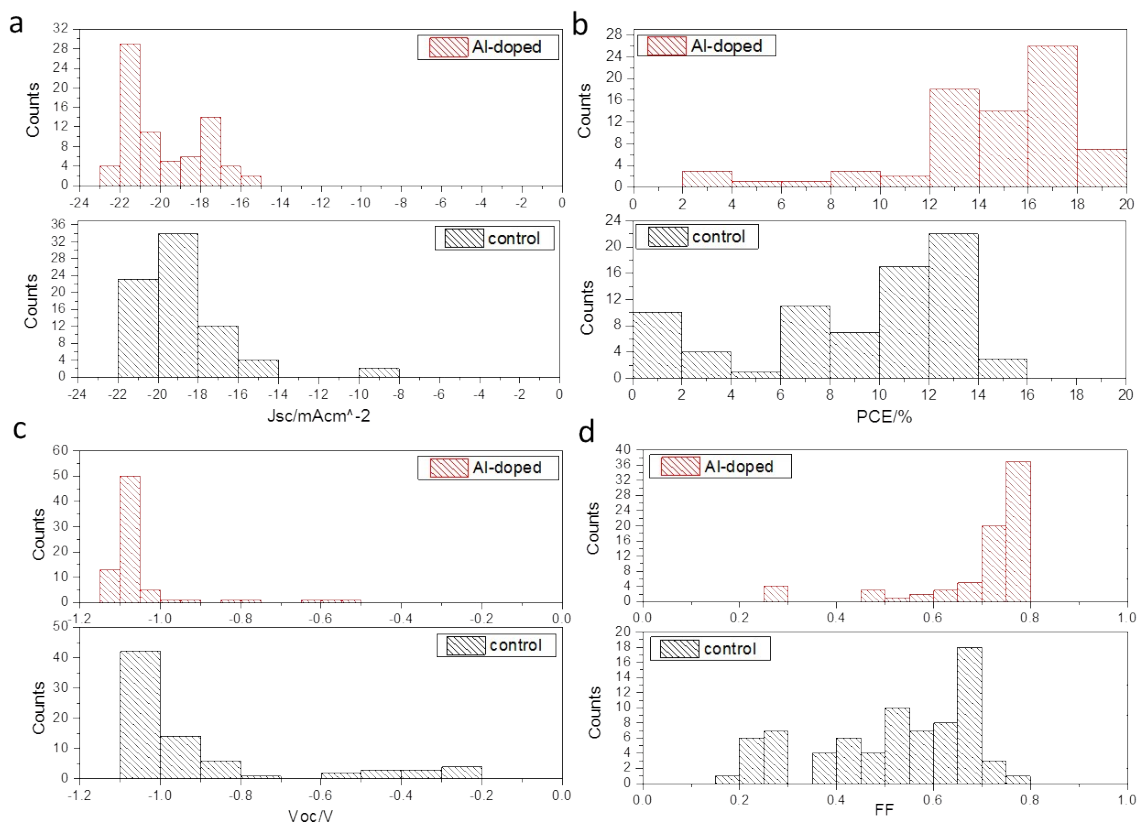 a
Al-doped
Counts
32
28
24
20
16
12
8
4
0
-24 -22 -20 -18 -16 -14 -12 -10 -8 -6 -4 -2 0
control
Counts
36
32
28
24
20
16
12
8
4
0
-24 -22 -20 -18 -16 -14 -12 -10 -8 -6 -4 -2 0
Jsc/mAcm^-2
b
Al-doped
Counts
28
24
20
16
12
8
4
0
0 2 4 6 8 10 12 14 16 18 20
control
Counts
24
20
16
12
8
4
0
0 2 4 6 8 10 12 14 16 18 20
PCE/%
c
Al-doped
Counts
60
50
40
30
20
10
0
-1.2 -1.0 -0.8 -0.6 -0.4 -0.2 0.0
control
Counts
50
40
30
20
10
0
-1.2 -1.0 -0.8 -0.6 -0.4 -0.2 0.0
Voc/V
d
Al-doped
Counts
40
36
32
28
24
20
16
12
8
4
0
0.0 0.2 0.4 0.6 0.8 1.0
control
Counts
20
18
16
14
12
10
8
6
4
2
0
0.0 0.2 0.4 0.6 0.8 1.0
FF